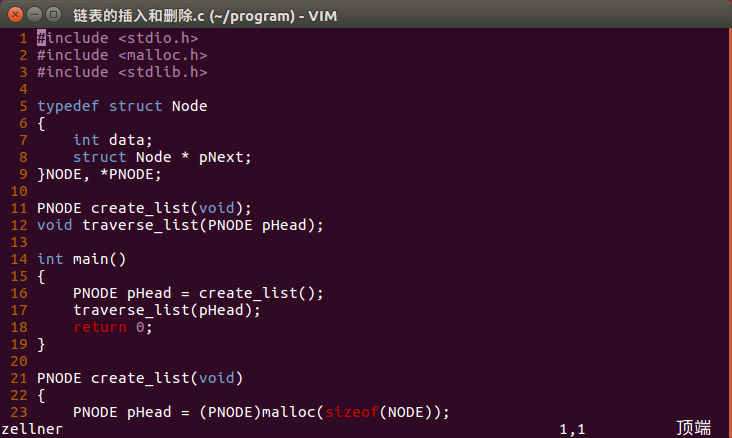 链表的插入和删除.c (~/program) - VIM
1 #include <stdio.h>
2 #include <malloc.h>
3 #include <stdlib.h>
4
5 typedef struct Node
6 {
7     int data;
8     struct Node * pNext;
9 }NODE, *PNODE;
10
11 PNODE create_list(void);
12 void traverse_list(PNODE pHead);
13
14 int main()
15 {
16     PNODE pHead = create_list();
17     traverse_list(pHead);
18     return 0;
19 }
20
21 PNODE create_list(void)
22 {
23     PNODE pHead = (PNODE)malloc(sizeof(NODE));
zellner 1,1 顶端